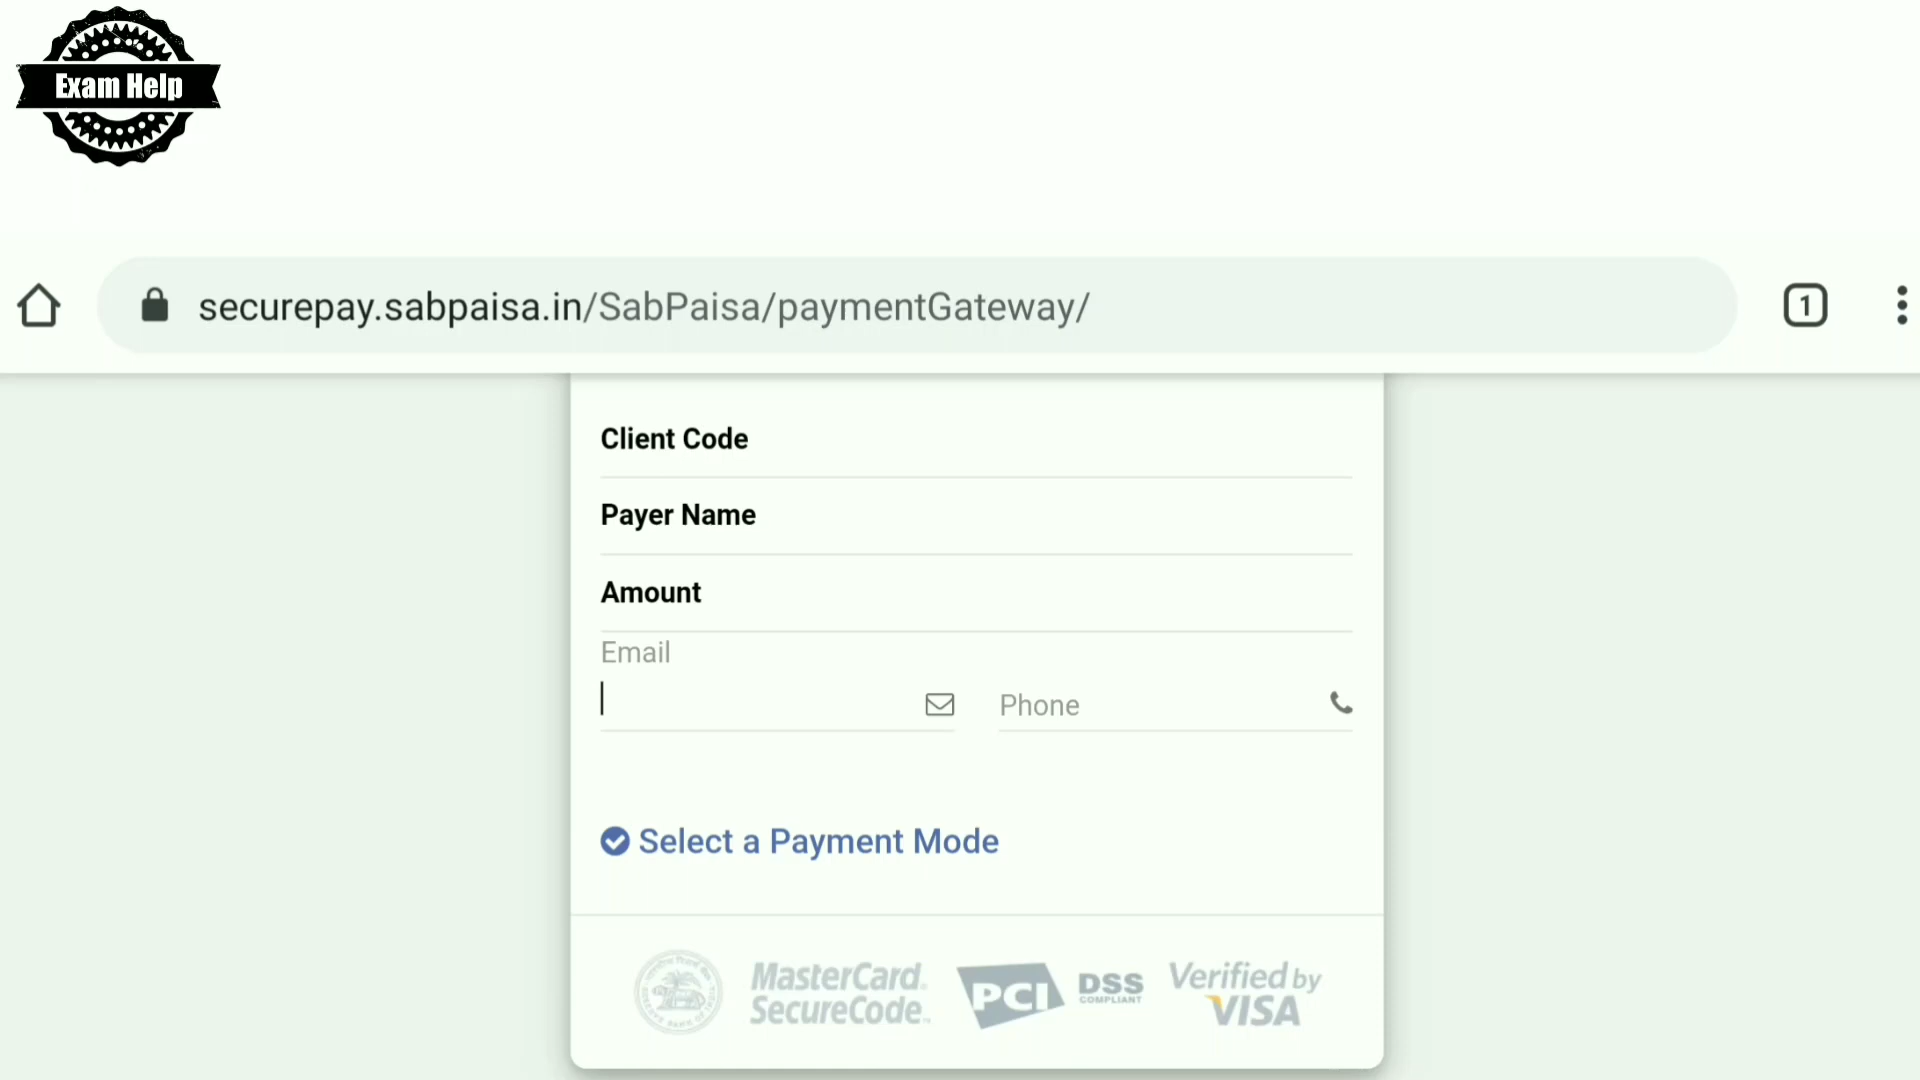 Exam Help
securepay.sabpaisa.in/SabPaisa/paymentGateway/
1
Client Code
Payer Name
Amount
Email
Phone
Select a Payment Mode
MasterCard.
SecureCode™
PCI DSS
COMPLIANT
Verified by
VISA